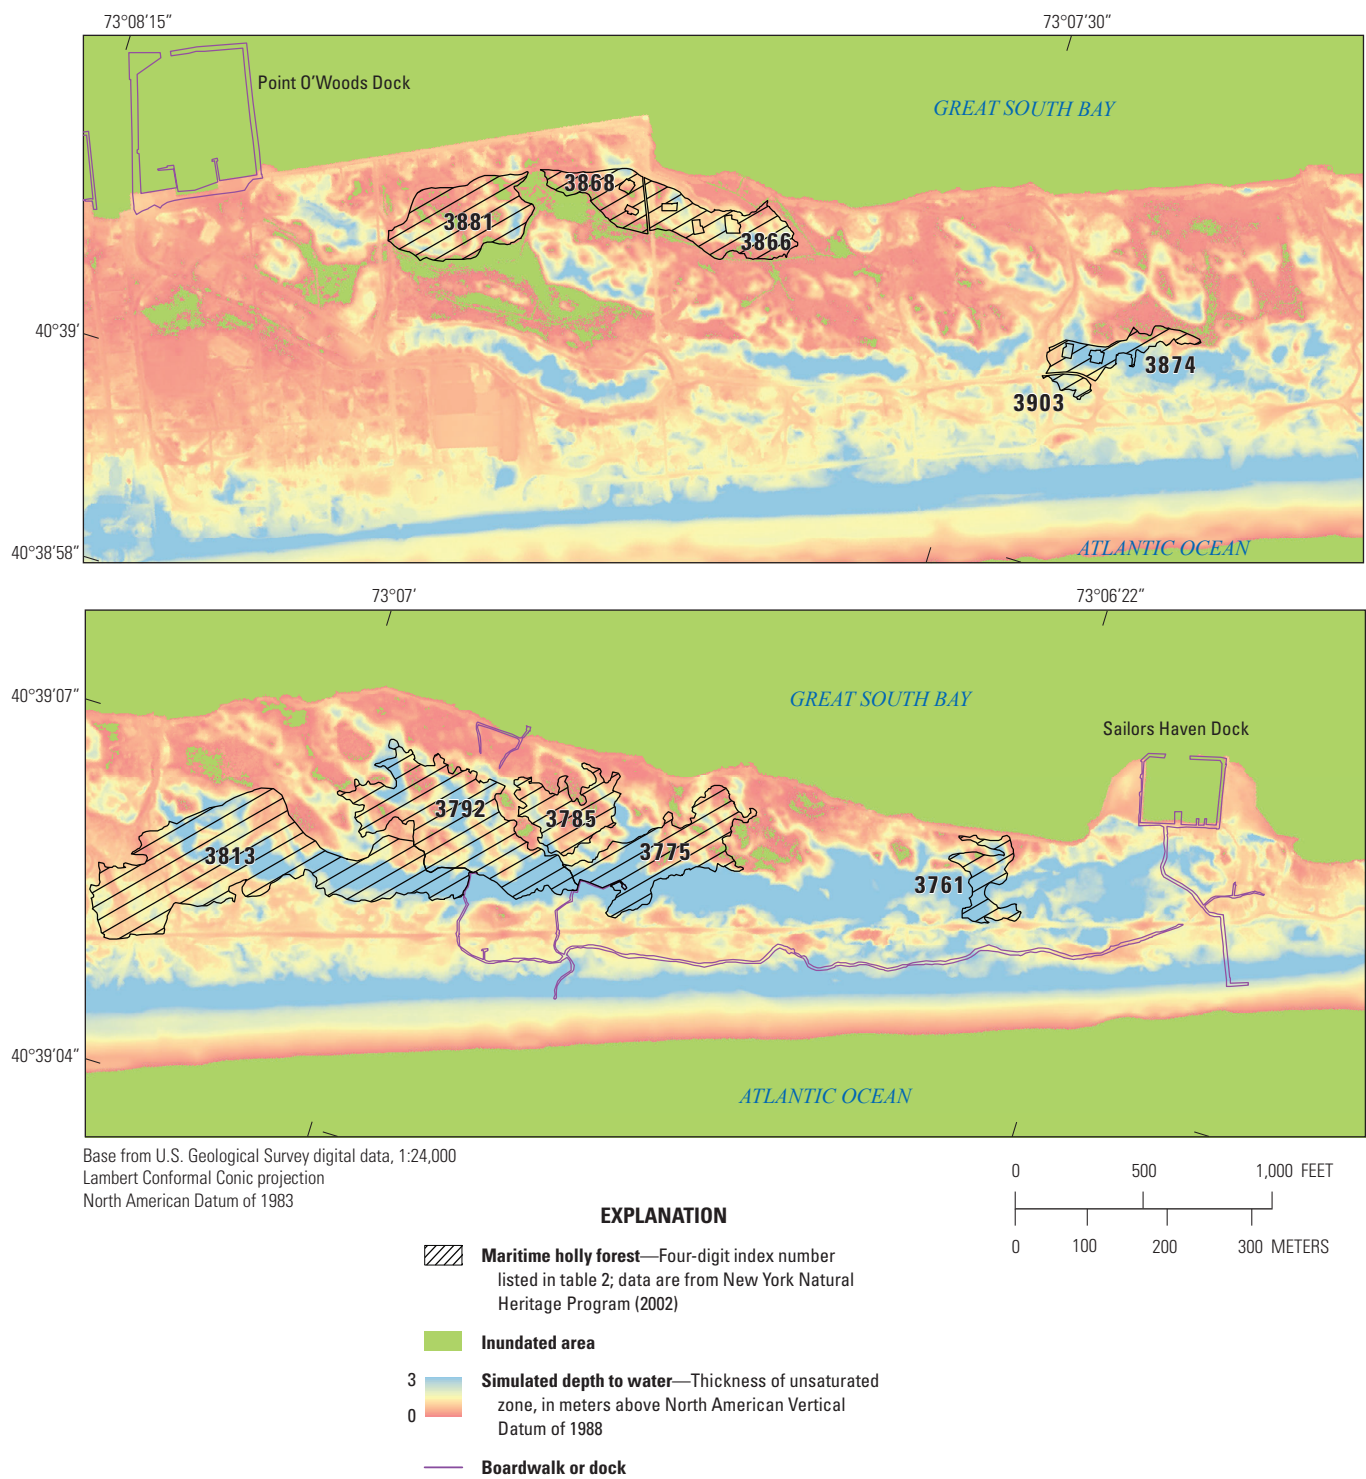 73°08′15″
73°07′30″
Point O’Woods Dock
GREAT SOUTH BAY
3868
3881
3866
40°39′
3874
3903
40°38′58″
ATLANTIC OCEAN
73°07′
73°06′22″
40°39′07″
GREAT SOUTH BAY
Sailors Haven Dock
3792
3785
3813
3775
3761
40°39′04″
ATLANTIC OCEAN
Base from U.S. Geological Survey digital data, 1:24,000
Lambert Conformal Conic projection
North American Datum of 1983
0 500 1,000 FEET
0 100 200 300 METERS
EXPLANATION
Maritime holly forest—Four-digit index number
listed in table 2; data are from New York Natural
Heritage Program (2002)
Inundated area
3 Simulated depth to water—Thickness of unsaturated
0 zone, in meters above North American Vertical
Datum of 1988
Boardwalk or dock